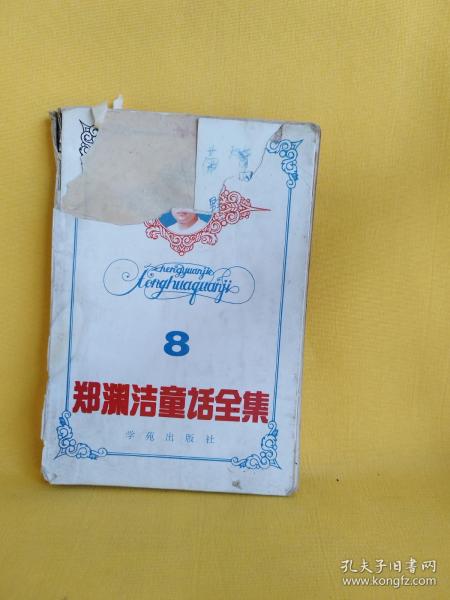 zhengyuanjie
tonghuaquanji
8
郑渊洁童话全集
学苑出版社
孔夫子旧书网
www.kongfz.com